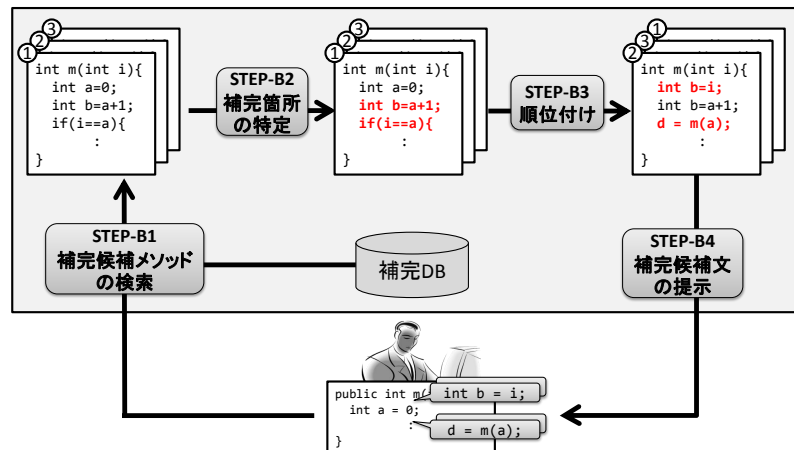 ①
②
③
int m(int i){
int a=0;
int b=a+1;
if(i==a){
:
}
STEP-B2
補完箇所
の特定
①
②
③
int m(int i){
int a=0;
int b=a+1;
if(i==a){
:
}
STEP-B3
順位付け
②
③
①
int m(int i){
int b=i;
int b=a+1;
d = m(a);
:
}
STEP-B1
補完候補メソッド
の検索
補完DB
STEP-B4
補完候補文
の提示
public int m(
int a = 0;
:
}
int b = i;
d = m(a);